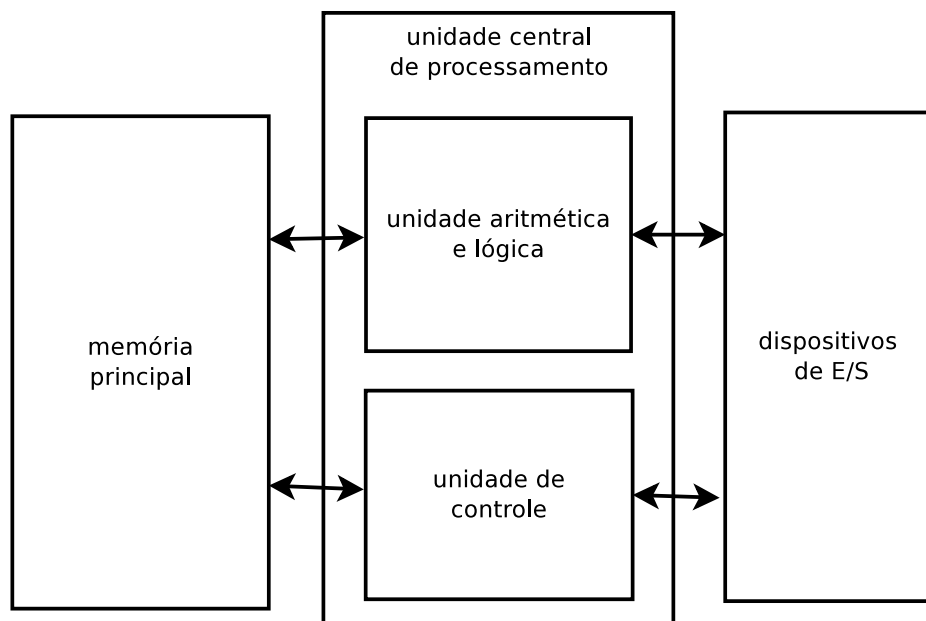 unidade central
de processamento
unidade aritmética
e lógica
memória
principal
dispositivos
de E/S
unidade de
controle